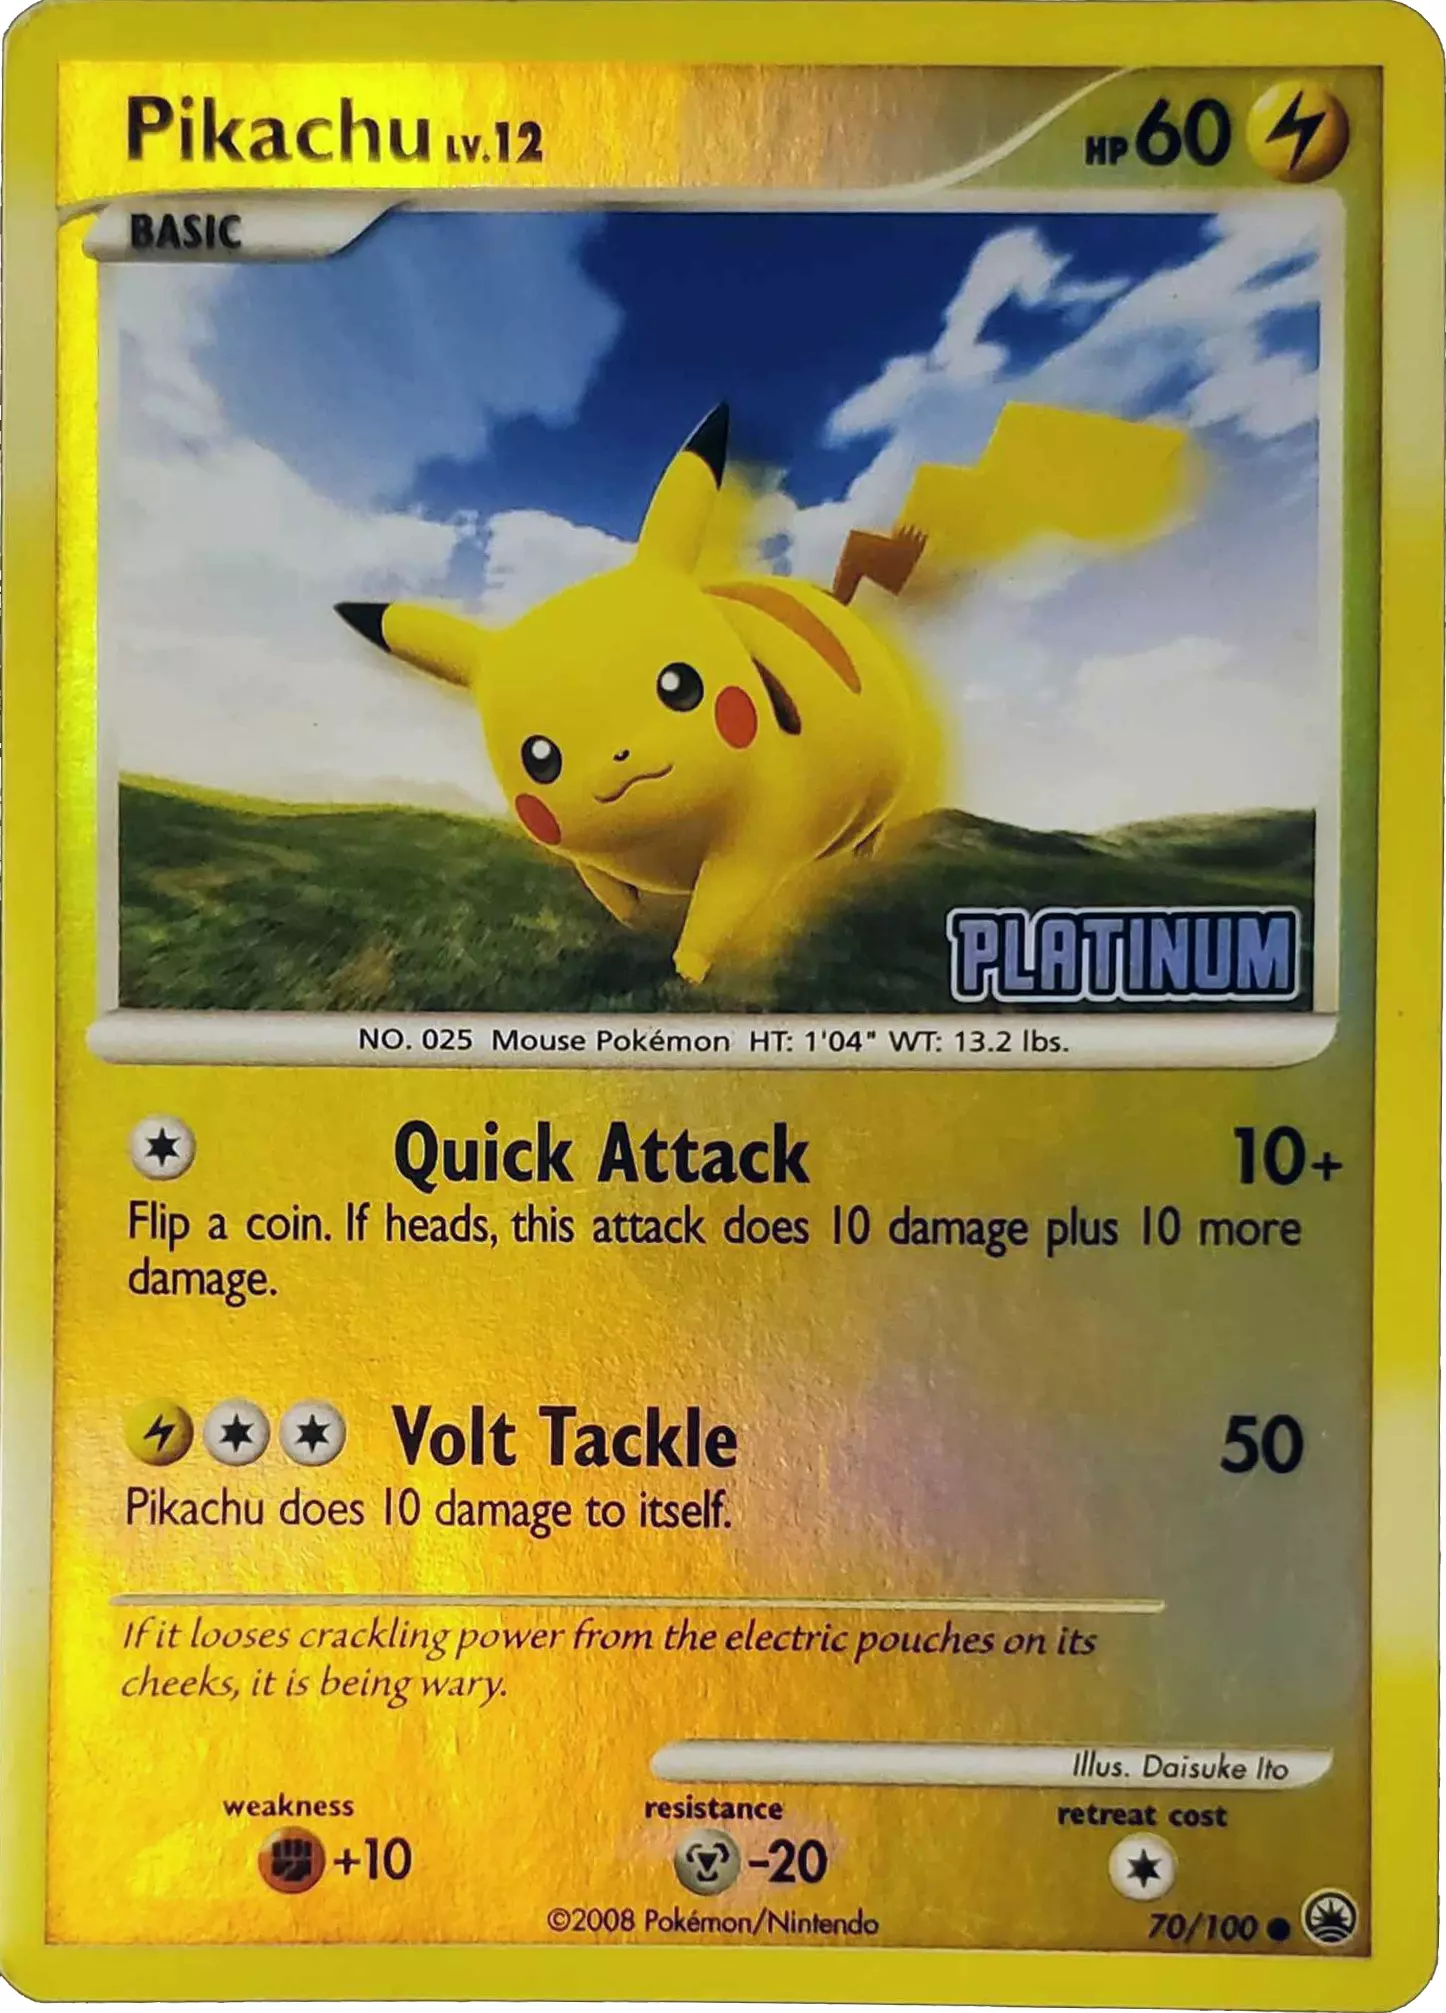 Pikachu LV.12 HP 60
BASIC
PLATINUM
NO. 025 Mouse Pokémon HT: 1'04" WT: 13.2 lbs.
Quick Attack 10+
Flip a coin. If heads, this attack does 10 damage plus 10 more
damage.
Volt Tackle 50
Pikachu does 10 damage to itself.
If it looses crackling power from the electric pouches on its
cheeks, it is being wary.
Illus. Daisuke Ito
weakness resistance retreat cost
+10 -20
©2008 Pokémon/Nintendo 70/100